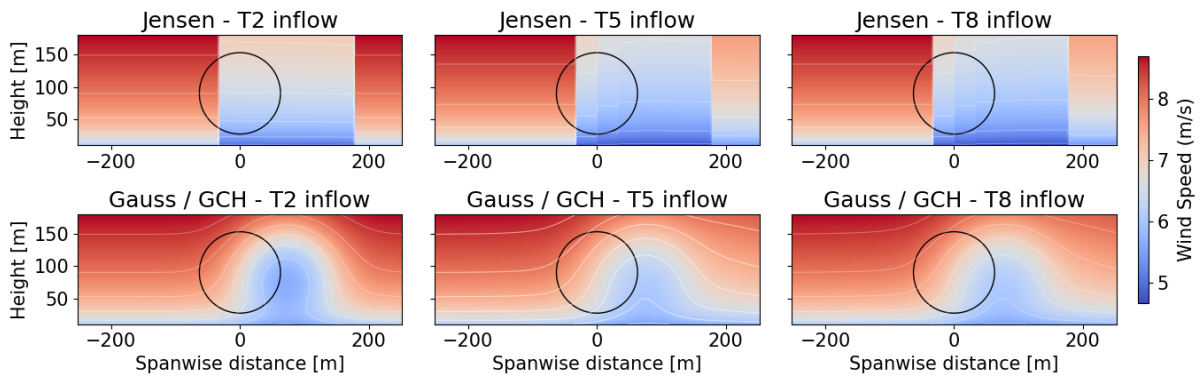 Jensen - T2 inflow
Jensen - T5 inflow
Jensen - T8 inflow
Height [m]
150
100
50
−200 0 200
−200 0 200
−200 0 200
Gauss / GCH - T2 inflow
Gauss / GCH - T5 inflow
Gauss / GCH - T8 inflow
Height [m]
150
100
50
−200 0 200
−200 0 200
−200 0 200
Spanwise distance [m]
Spanwise distance [m]
Spanwise distance [m]
8
7
6
5
Wind Speed (m/s)